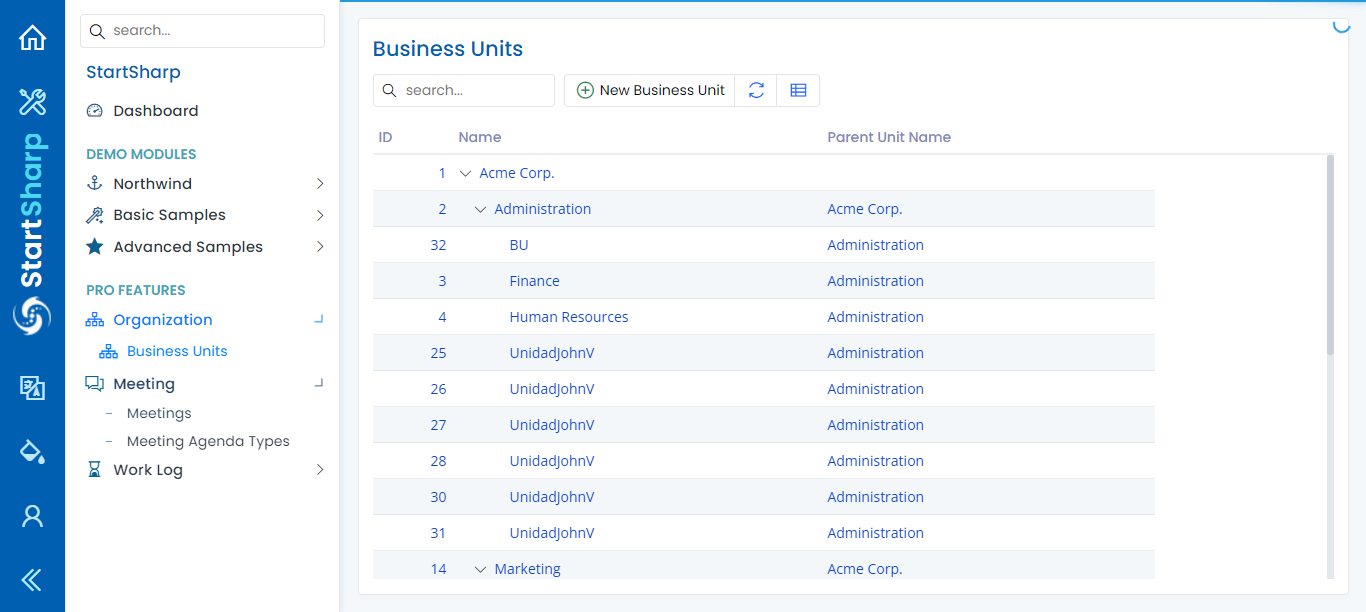 StartSharp
search...
StartSharp
Dashboard
DEMO MODULES
Northwind
Basic Samples
Advanced Samples
PRO FEATURES
Organization
Business Units
Meeting
Meetings
Meeting Agenda Types
Work Log
Business Units
search...
New Business Unit
ID Name Parent Unit Name
1 Acme Corp.
2 Administration Acme Corp.
32 BU Administration
3 Finance Administration
4 Human Resources Administration
25 UnidadJohnV Administration
26 UnidadJohnV Administration
27 UnidadJohnV Administration
28 UnidadJohnV Administration
30 UnidadJohnV Administration
31 UnidadJohnV Administration
14 Marketing Acme Corp.